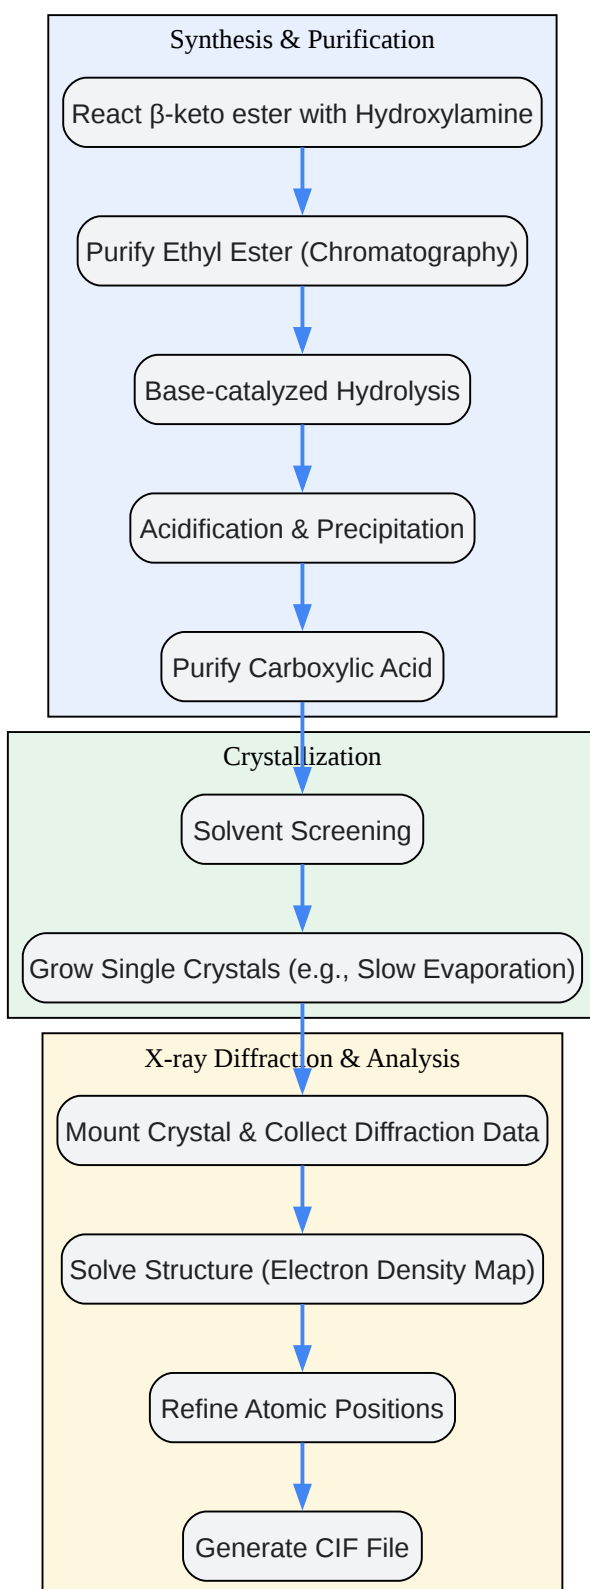 Synthesis & Purification
React β-keto ester with Hydroxylamine
Purify Ethyl Ester (Chromatography)
Base-catalyzed Hydrolysis
Acidification & Precipitation
Purify Carboxylic Acid
Crystallization
Solvent Screening
Grow Single Crystals (e.g., Slow Evaporation)
X-ray Diffraction & Analysis
Mount Crystal & Collect Diffraction Data
Solve Structure (Electron Density Map)
Refine Atomic Positions
Generate CIF File